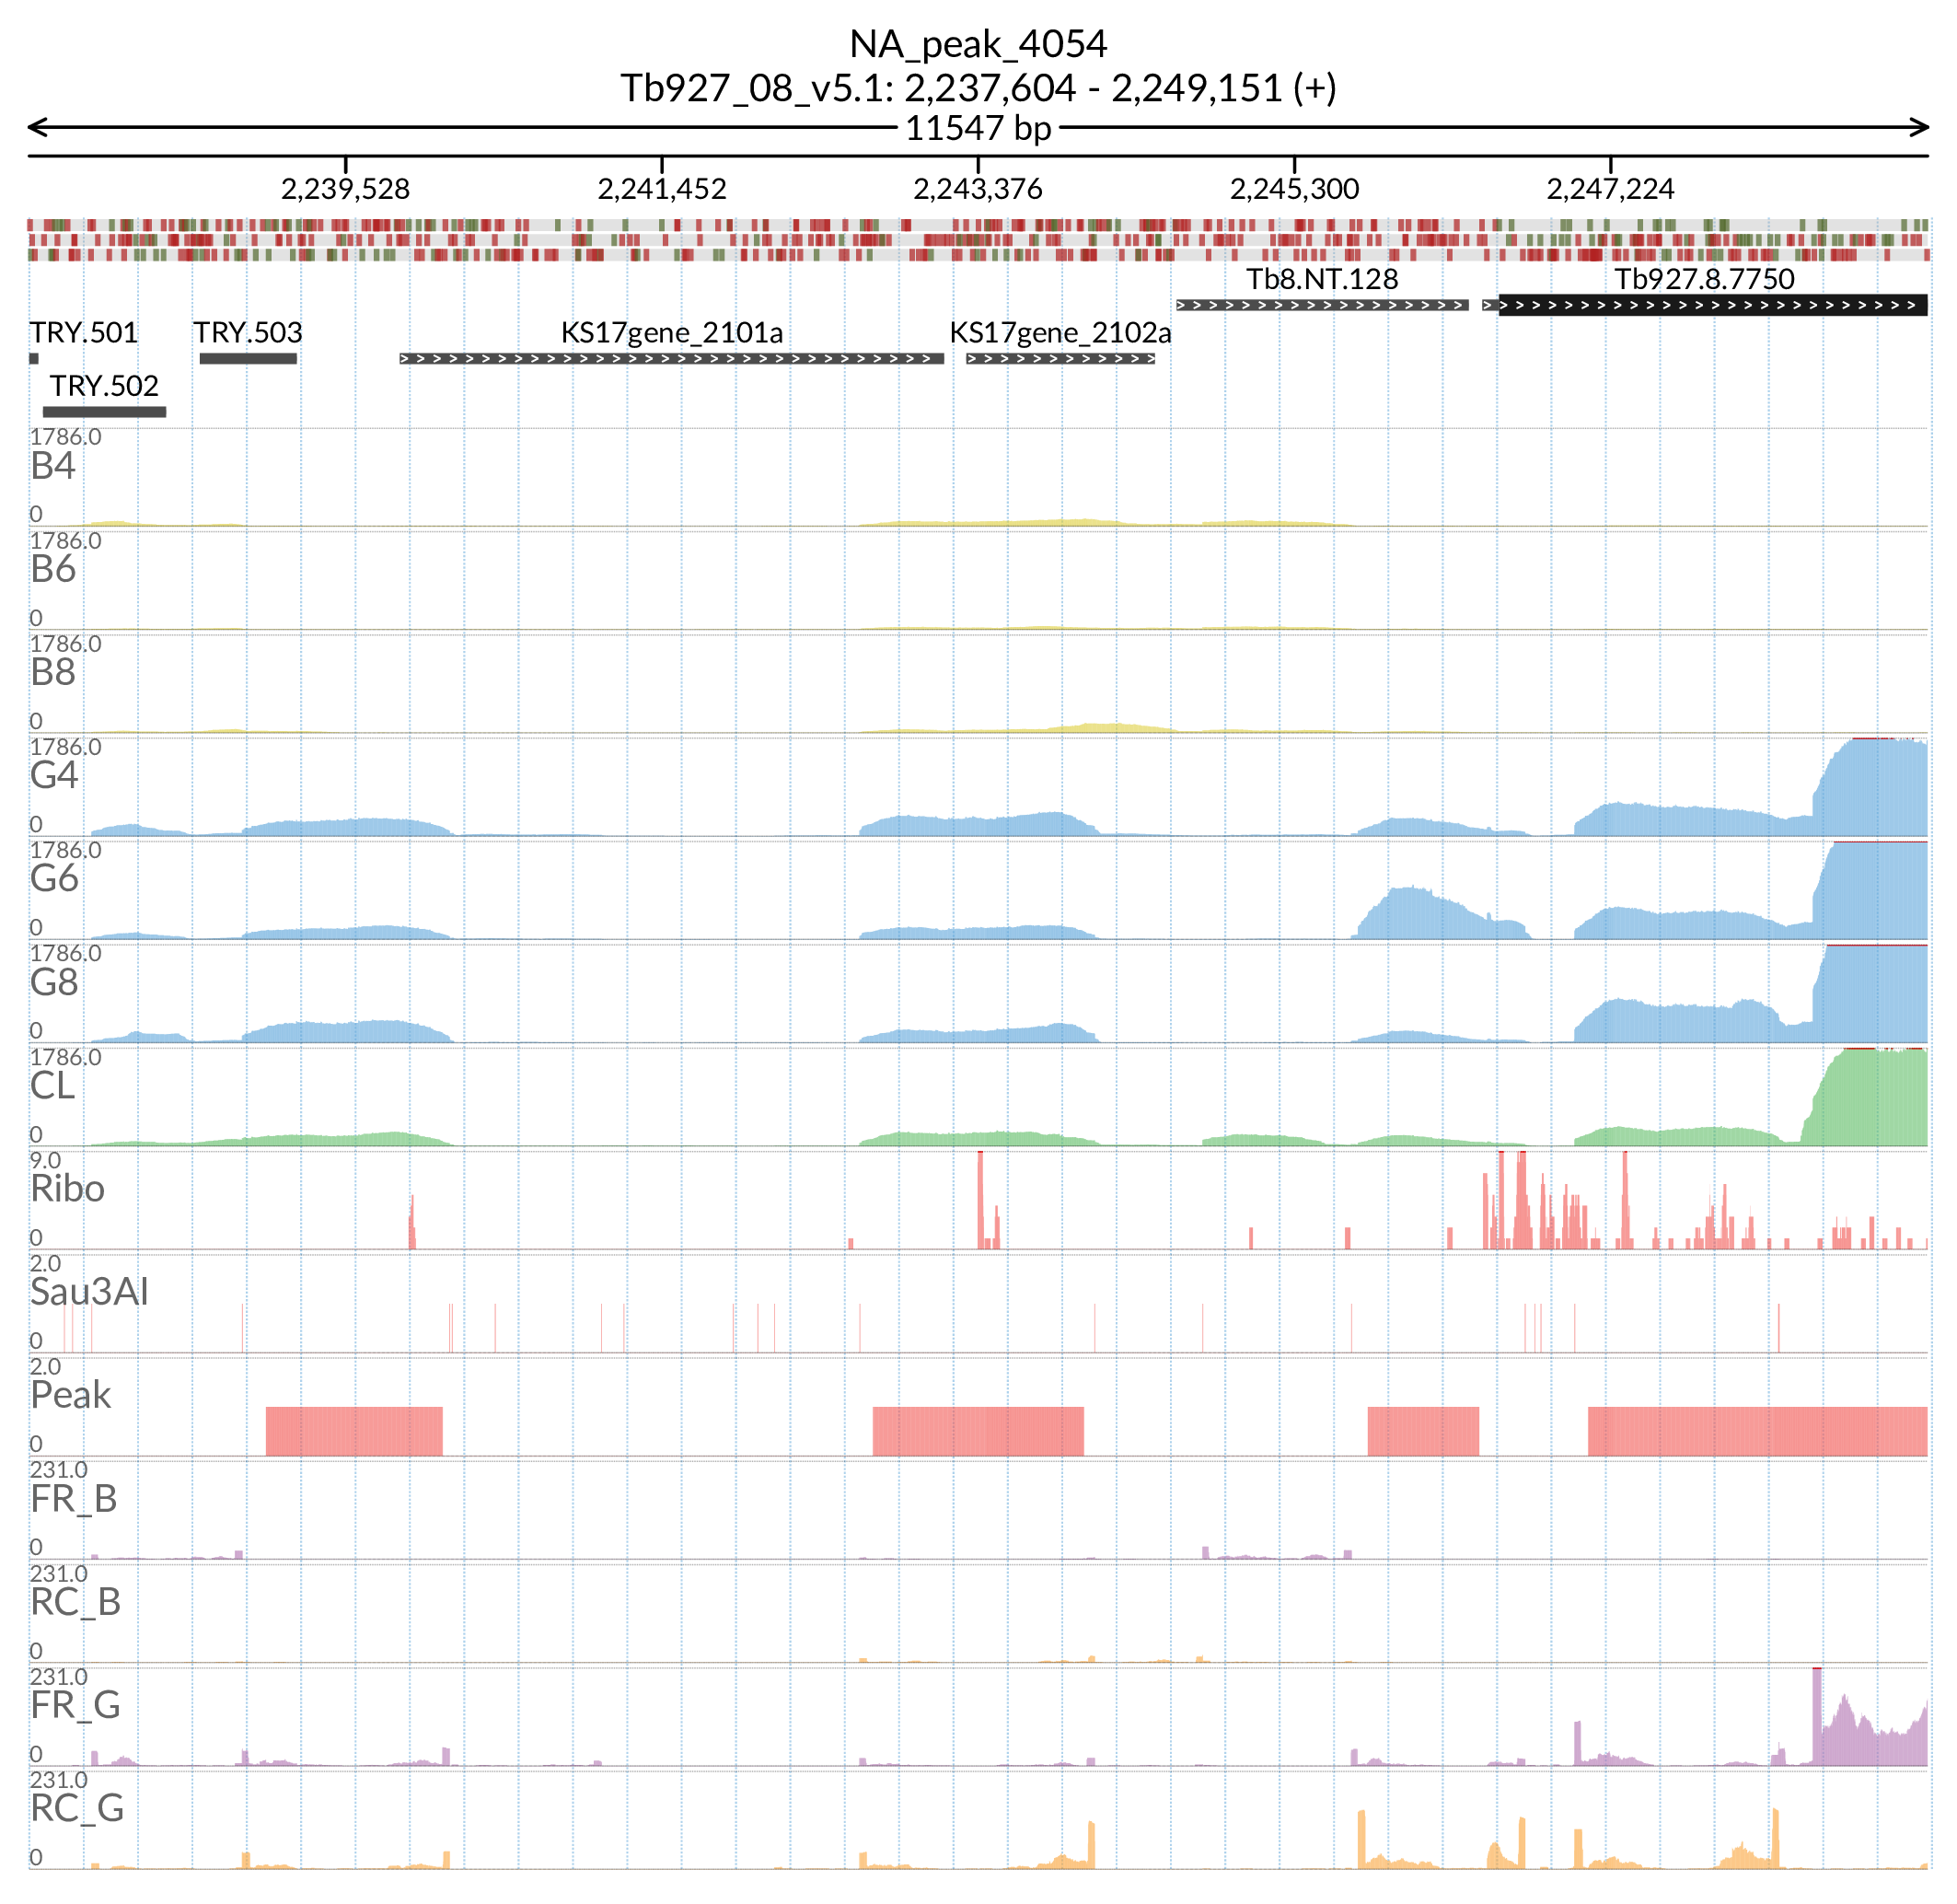 NA_peak_4054
Tb927_08_v5.1: 2,237,604 - 2,249,151 (+)
11547 bp
2,239,528 2,241,452 2,243,376 2,245,300 2,247,224
Tb8.NT.128 Tb927.8.7750
TRY.501 TRY.503 KS17gene_2101a KS17gene_2102a
TRY.502
1786.0
B4
0
1786.0
B6
0
1786.0
B8
0
1786.0
G4
0
1786.0
G6
0
1786.0
G8
0
1786.0
CL
0
9.0
Ribo
0
2.0
Sau3AI
0
2.0
Peak
0
231.0
FR_B
0
231.0
RC_B
0
231.0
FR_G
0
231.0
RC_G
0